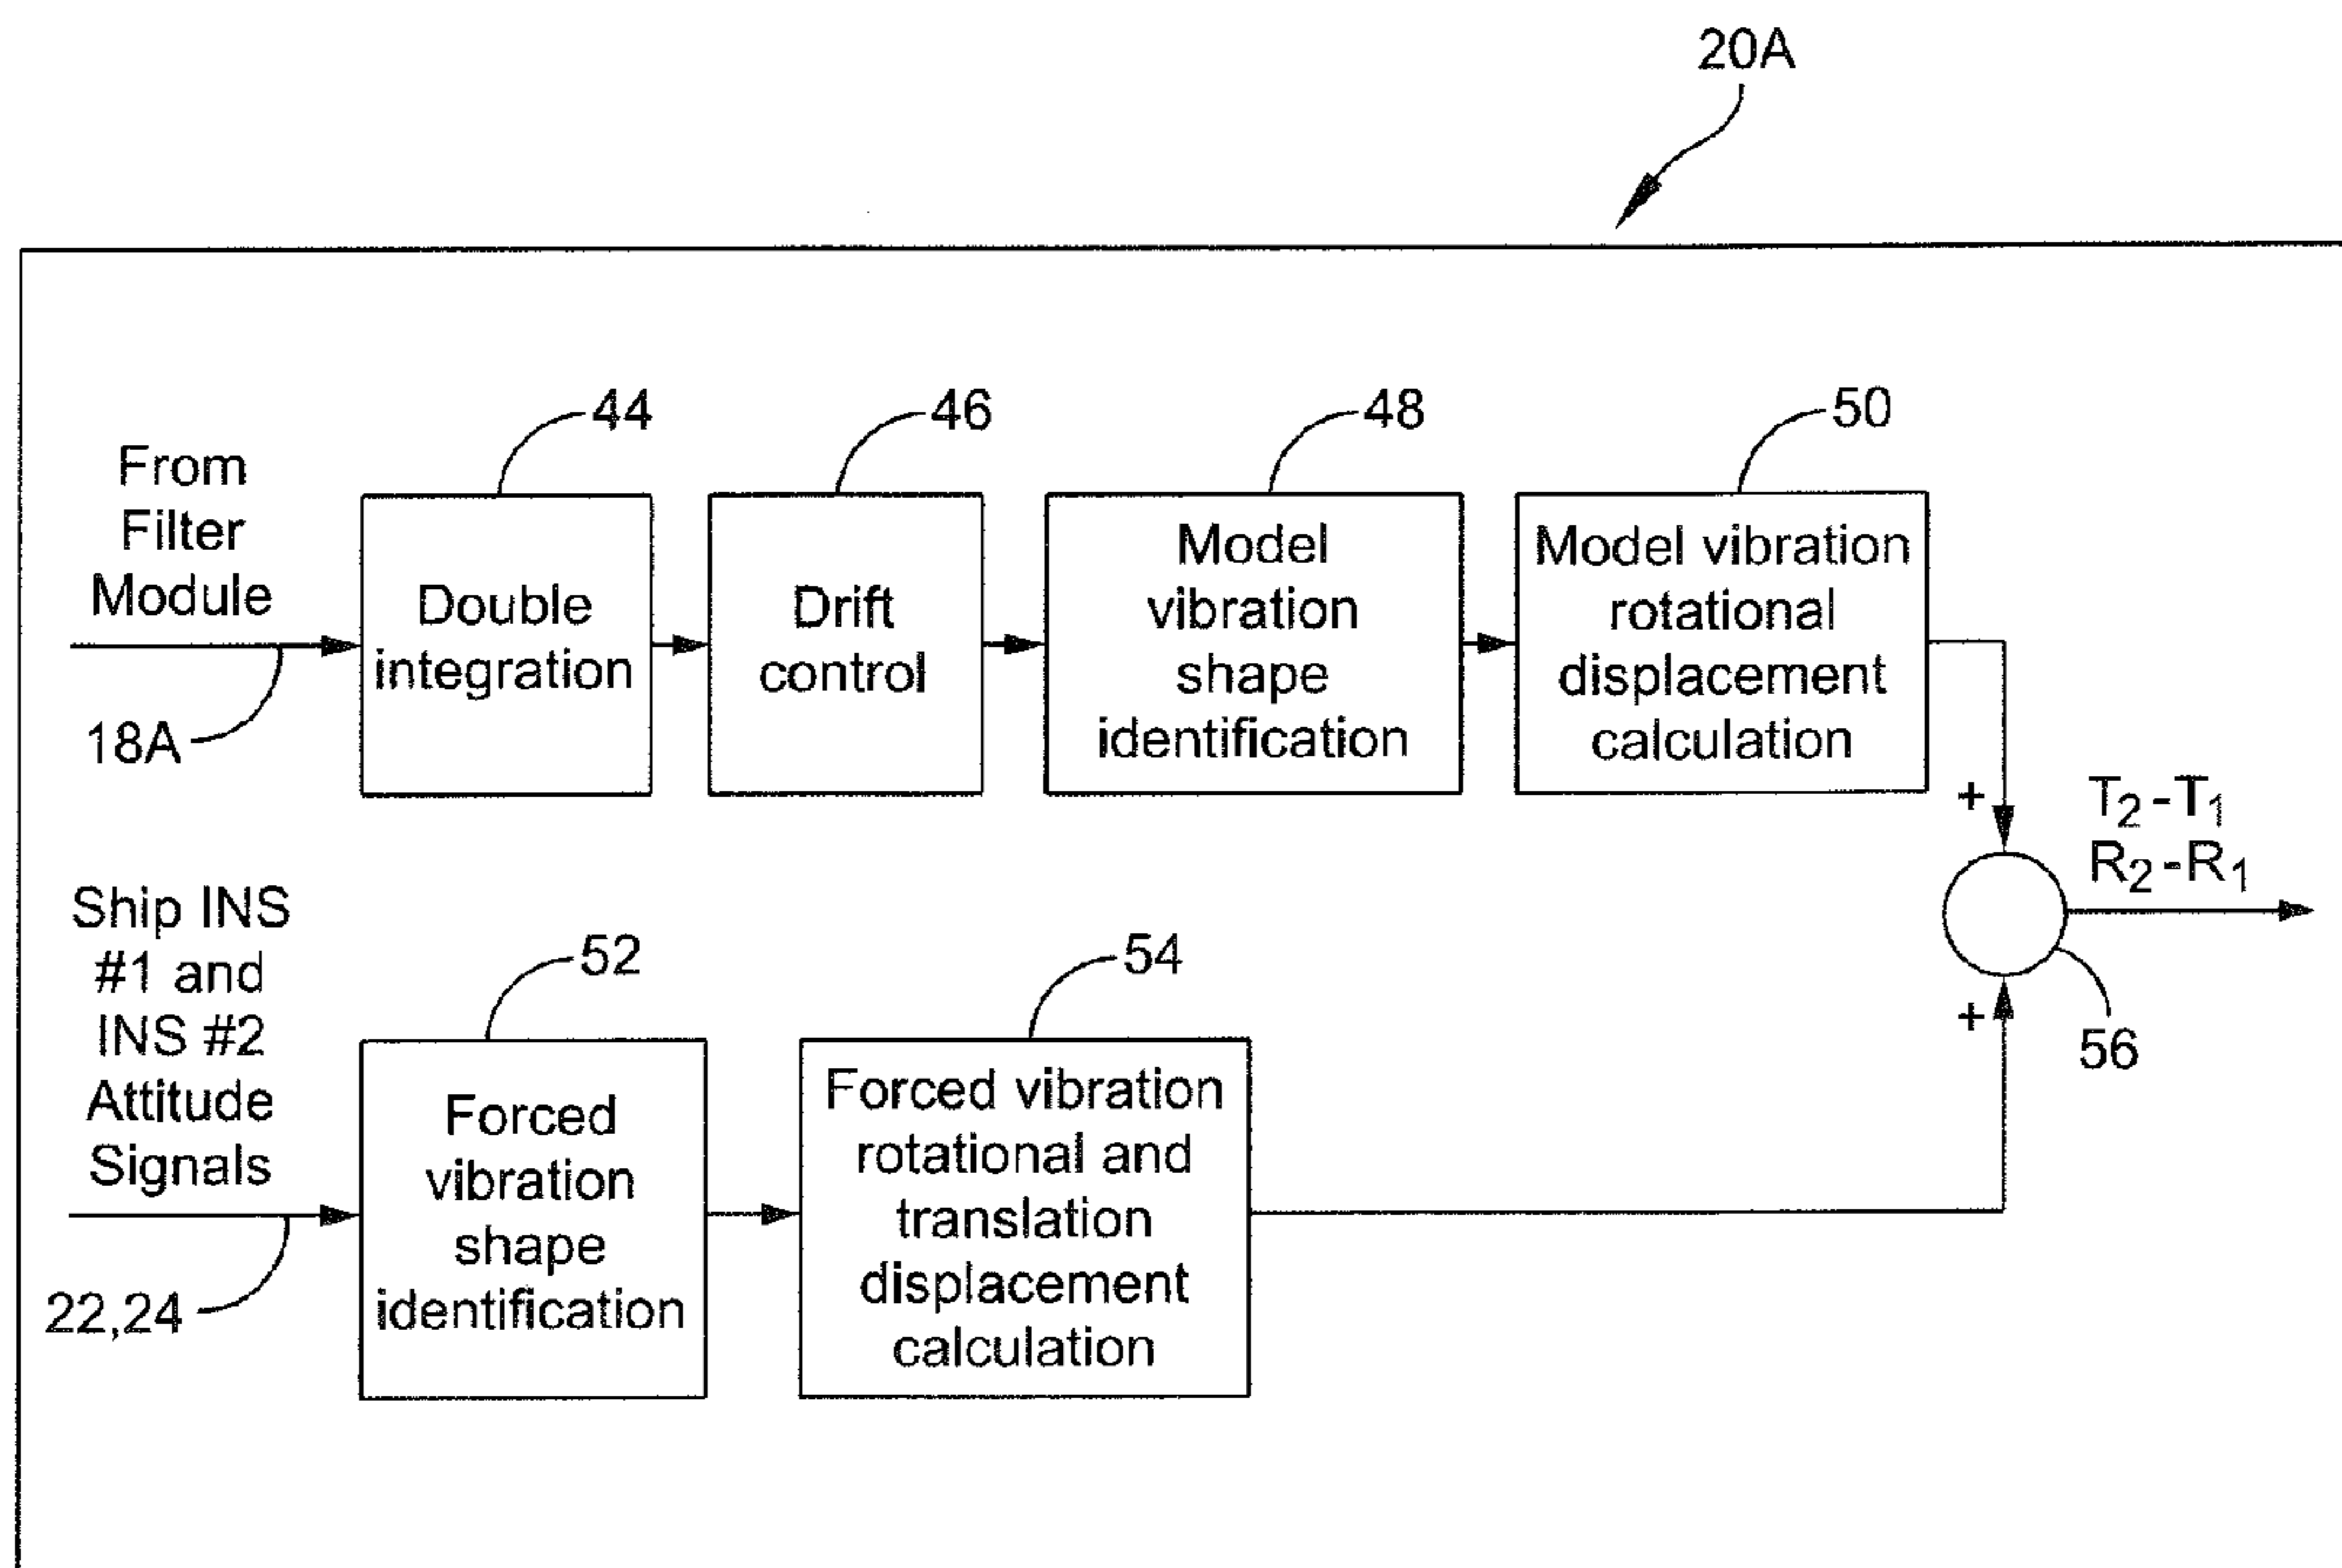 20A
44
46
48
50
From
Filter
Module
18A
Double
integration
Drift
control
Model
vibration
shape
identification
Model vibration
rotational
displacement
calculation
+
T2-T1
R2-R1
+
56
Ship INS
#1 and
INS #2
Attitude
Signals
22,24
52
54
Forced
vibration
shape
identification
Forced vibration
rotational and
translation
displacement
calculation